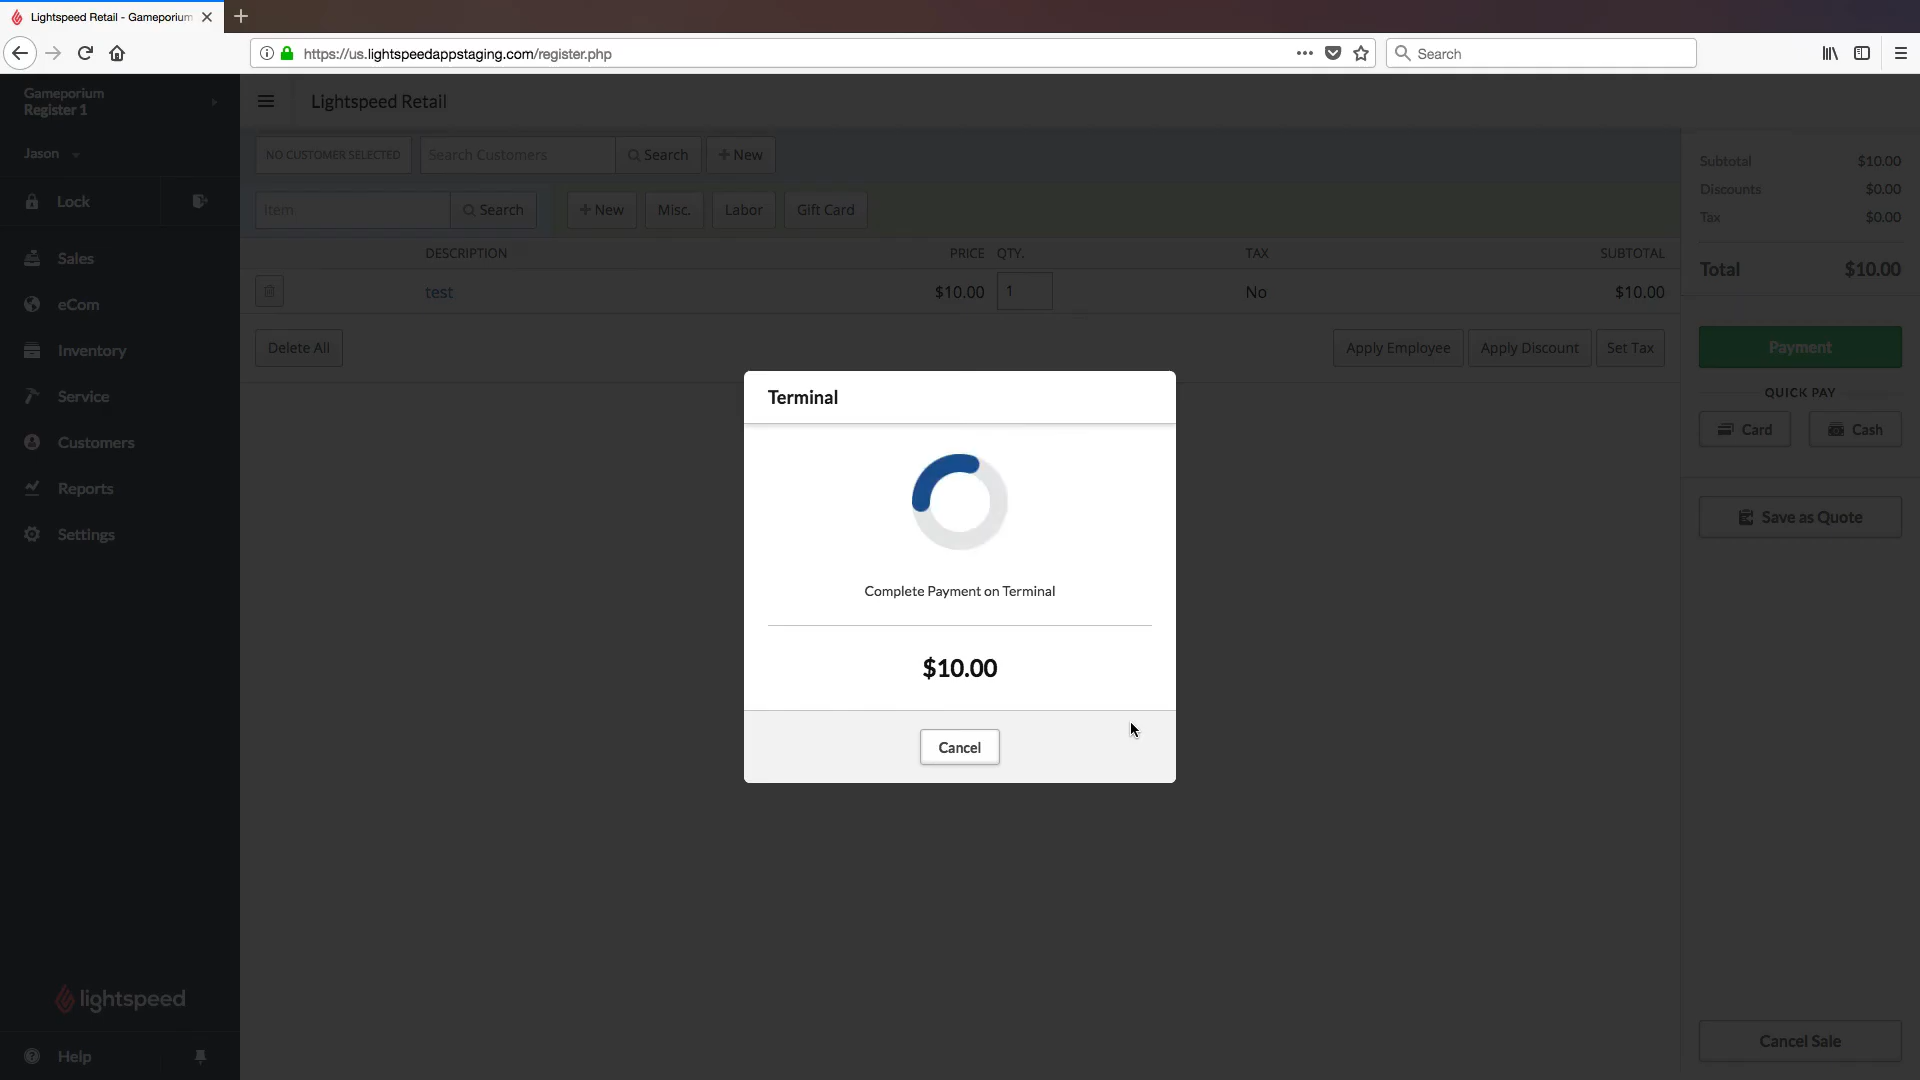 Lightspeed Retail - Gameporium
https://us.lightspeedappstaging.com/register.php
Search
Gameporium
Register 1
Jason
Lock
Sales
eCom
Inventory
Service
Customers
Reports
Settings
lightspeed
Help
Lightspeed Retail
NO CUSTOMER SELECTED
Search Customers
Search
New
Item
Search
New
Misc.
Labor
Gift Card
DESCRIPTION PRICE QTY. TAX SUBTOTAL
test $10.00 1 No $10.00
Delete All
Apply Employee
Apply Discount
Set Tax
Terminal
Complete Payment on Terminal
$10.00
Cancel
Subtotal $10.00
Discounts $0.00
Tax $0.00
Total $10.00
Payment
QUICK PAY
Card
Cash
Save as Quote
Cancel Sale